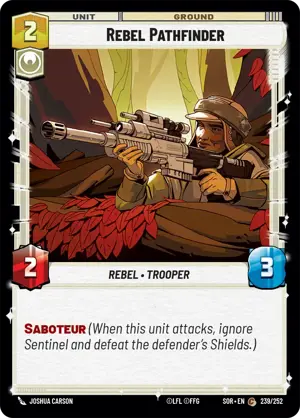 UNIT
GROUND
2
REBEL PATHFINDER
2
3
REBEL • TROOPER
SABOTEUR (When this unit attacks, ignore
Sentinel and defeat the defender's Shields.)
JOSHUA CARSON
©LFL ©FFG
SOR • EN C 239/252